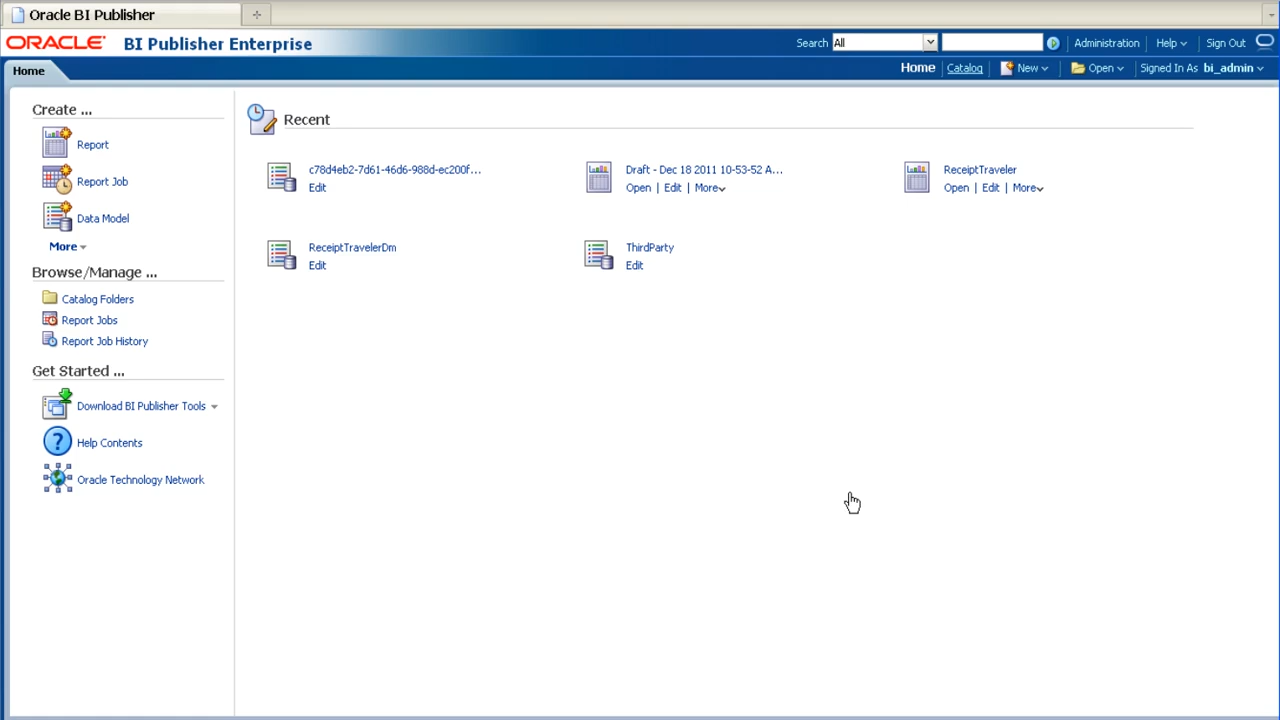 Oracle BI Publisher
ORACLE BI Publisher Enterprise Search All Administration Help Sign Out
Home Home Catalog New Open Signed In As bi_admin
Create ...
Report
Report Job
Data Model
More
Browse/Manage ...
Catalog Folders
Report Jobs
Report Job History
Get Started ...
Download BI Publisher Tools
Help Contents
Oracle Technology Network
Recent
c78d4eb2-7d61-46d6-988d-ec200f...
Edit
Draft - Dec 18 2011 10-53-52 A...
Open | Edit | More
ReceiptTraveler
Open | Edit | More
ReceiptTravelerDm
Edit
ThirdParty
Edit